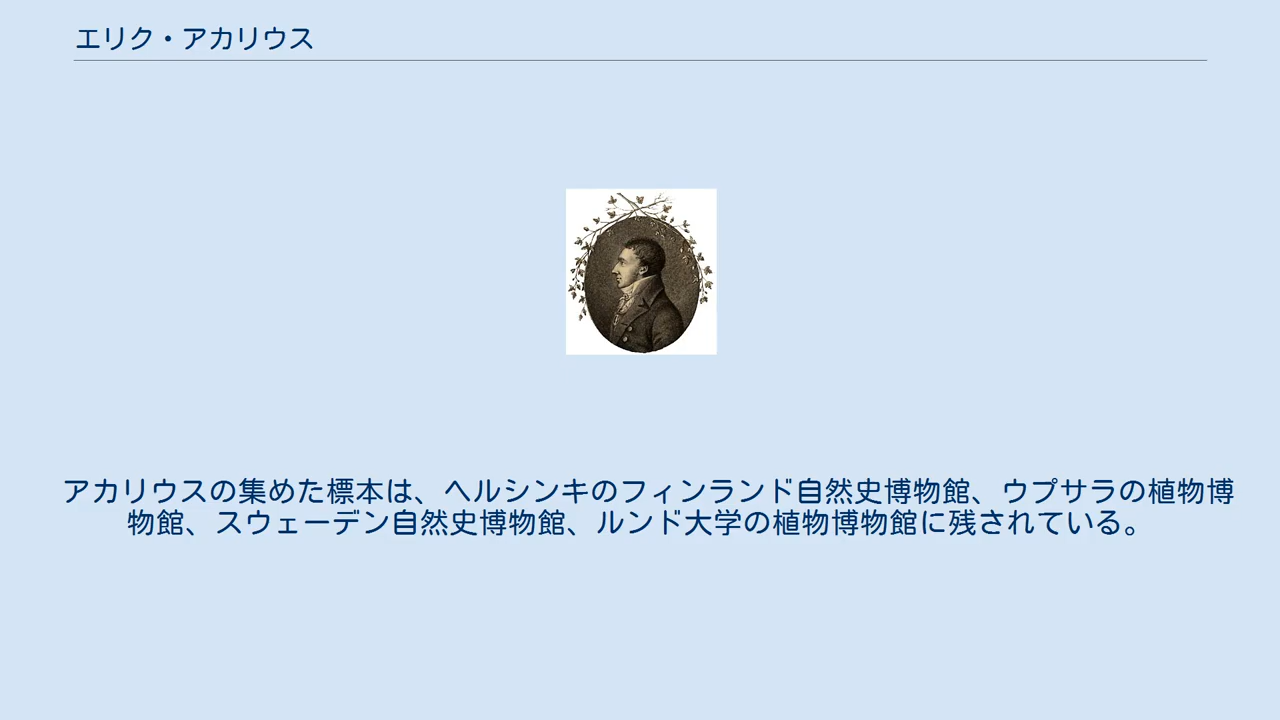 エリク・アカリウス
アカリウスの集めた標本は、ヘルシンキのフィンランド自然史博物館、ウプサラの植物博
物館、スウェーデン自然史博物館、ルンド大学の植物博物館に残されている。